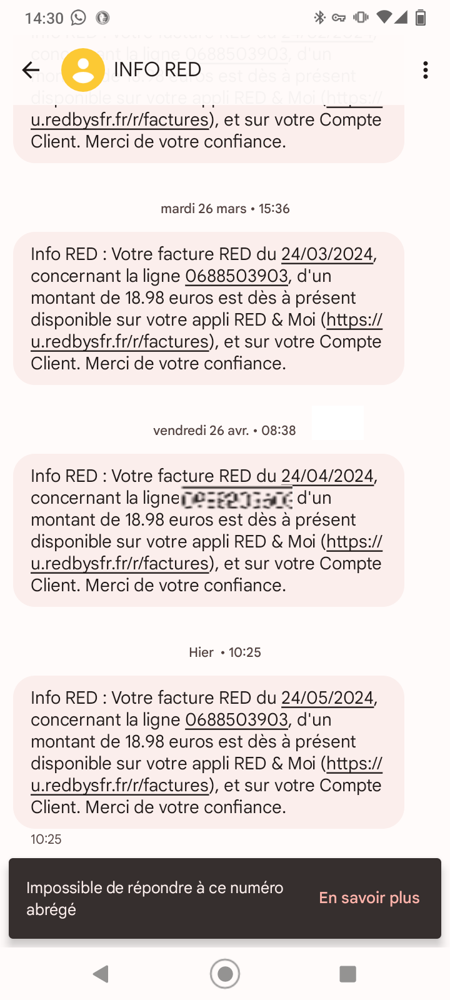 14:30
INFO RED
u.redbysfr.fr/r/factures), et sur votre Compte
Client. Merci de votre confiance.
mardi 26 mars • 15:36
Info RED : Votre facture RED du 24/03/2024,
concernant la ligne 0688503903, d'un
montant de 18.98 euros est dès à présent
disponible sur votre appli RED & Moi (https://
u.redbysfr.fr/r/factures), et sur votre Compte
Client. Merci de votre confiance.
vendredi 26 avr. • 08:38
Info RED : Votre facture RED du 24/04/2024,
concernant la ligne d'un
montant de 18.98 euros est dès à présent
disponible sur votre appli RED & Moi (https://
u.redbysfr.fr/r/factures), et sur votre Compte
Client. Merci de votre confiance.
Hier • 10:25
Info RED : Votre facture RED du 24/05/2024,
concernant la ligne 0688503903, d'un
montant de 18.98 euros est dès à présent
disponible sur votre appli RED & Moi (https://
u.redbysfr.fr/r/factures), et sur votre Compte
Client. Merci de votre confiance.
10:25
Impossible de répondre à ce numéro
abrégé
En savoir plus